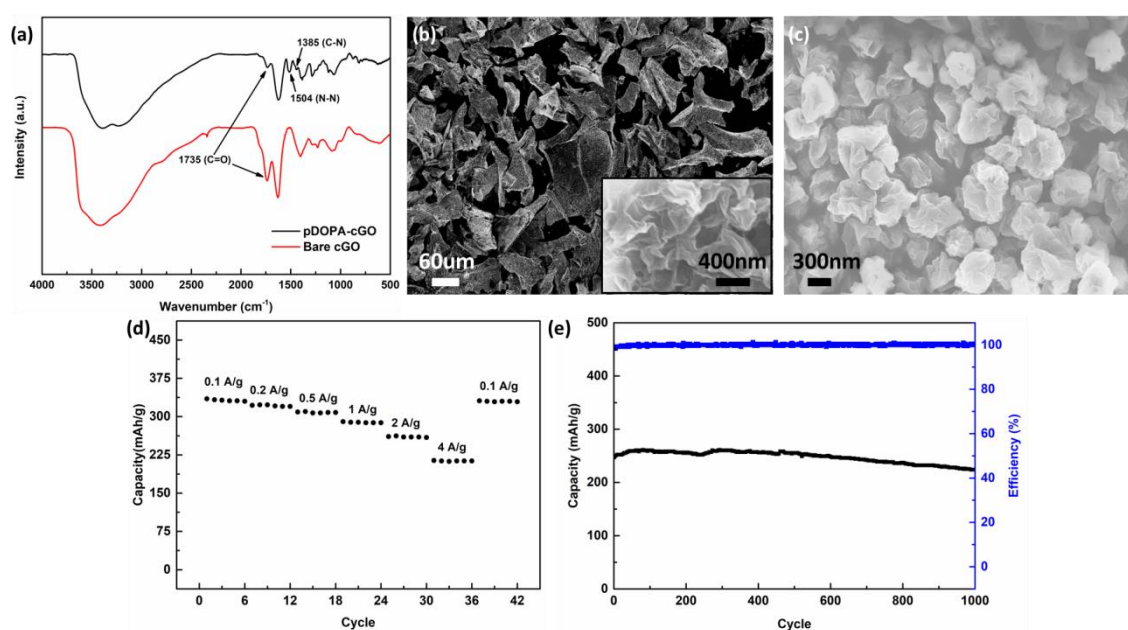 (a)
1385 (C-N)
1504 (N-N)
1735 (C=O)
pDOPA-cGO
Bare cGO
Intensity (a.u.)
4000 3500 3000 2500 2000 1500 1000 500
Wavenumber (cm⁻¹)
(b)
60um
400nm
(c)
300nm
(d)
450
375
300
225
150
75
0
Capacity(mAh/g)
0.1 A/g
0.2 A/g
0.5 A/g
1 A/g
2 A/g
4 A/g
0.1 A/g
0 6 12 18 24 30 36 42
Cycle
(e)
500
400
300
200
100
0
Capacity (mAh/g)
100
80
60
40
20
0
Efficiency (%)
0 200 400 600 800 1000
Cycle